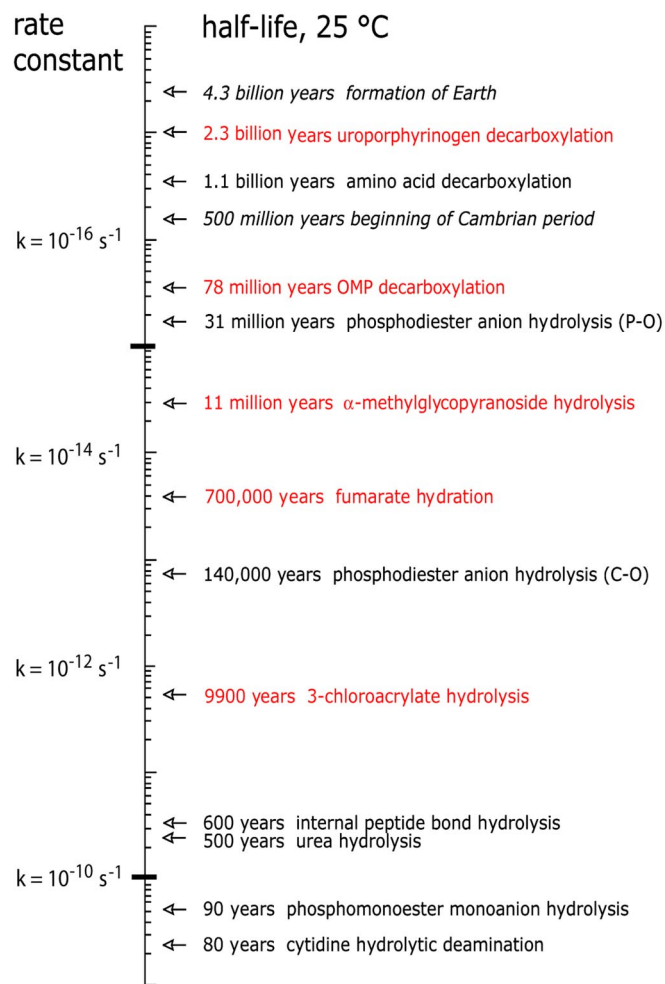 rate
constant
half-life, 25 °C
4.3 billion years formation of Earth
2.3 billion years uroporphyrinogen decarboxylation
1.1 billion years amino acid decarboxylation
500 million years beginning of Cambrian period
k = 10⁻¹⁶ s⁻¹
78 million years OMP decarboxylation
31 million years phosphodiester anion hydrolysis (P-O)
11 million years α-methylglycopyranoside hydrolysis
k = 10⁻¹⁴ s⁻¹
700,000 years fumarate hydration
140,000 years phosphodiester anion hydrolysis (C-O)
k = 10⁻¹² s⁻¹
9900 years 3-chloroacrylate hydrolysis
600 years internal peptide bond hydrolysis
500 years urea hydrolysis
k = 10⁻¹⁰ s⁻¹
90 years phosphomonoester monoanion hydrolysis
80 years cytidine hydrolytic deamination